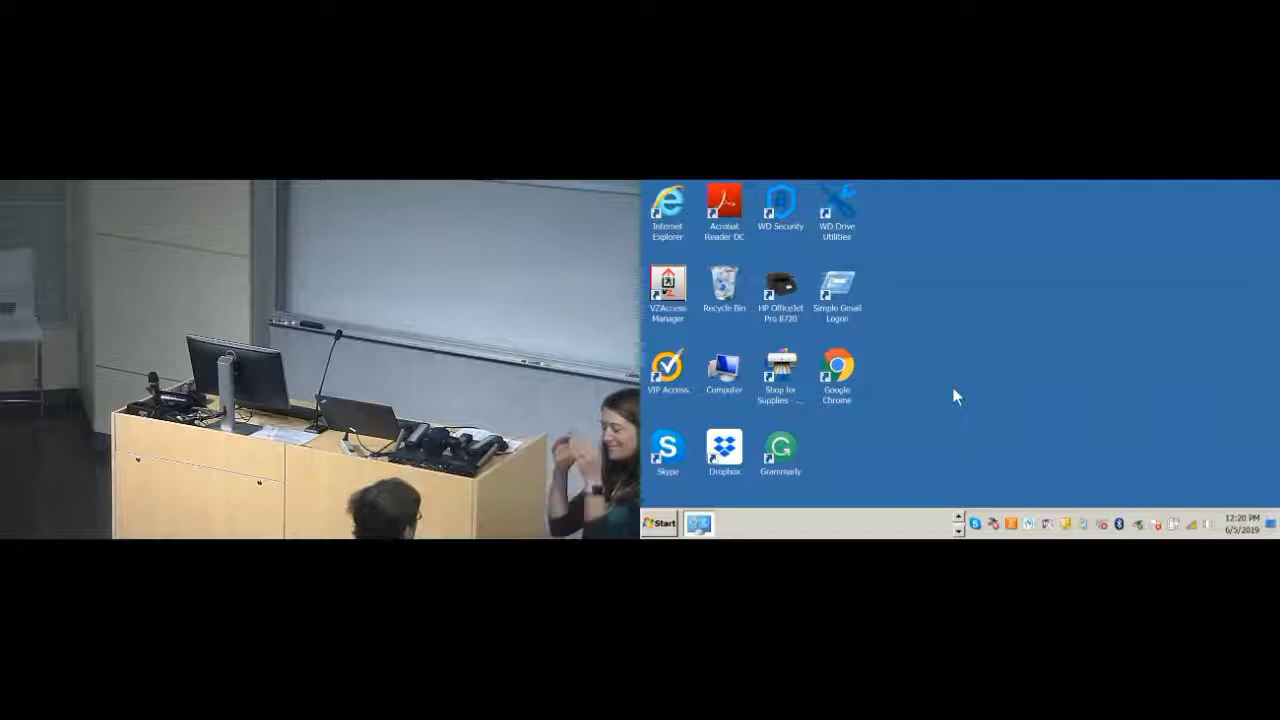 Internet
Explorer
Acrobat
Reader DC
WD Security
WD Drive
Utilities
VZAccess
Manager
Recycle Bin
HP OfficeJet
Pro 8720
Simple Gmail
Logon
VIP Access
Computer
Shop for
Supplies - ...
Google
Chrome
Skype
Dropbox
Grammarly
Start
12:20 PM
6/5/2019